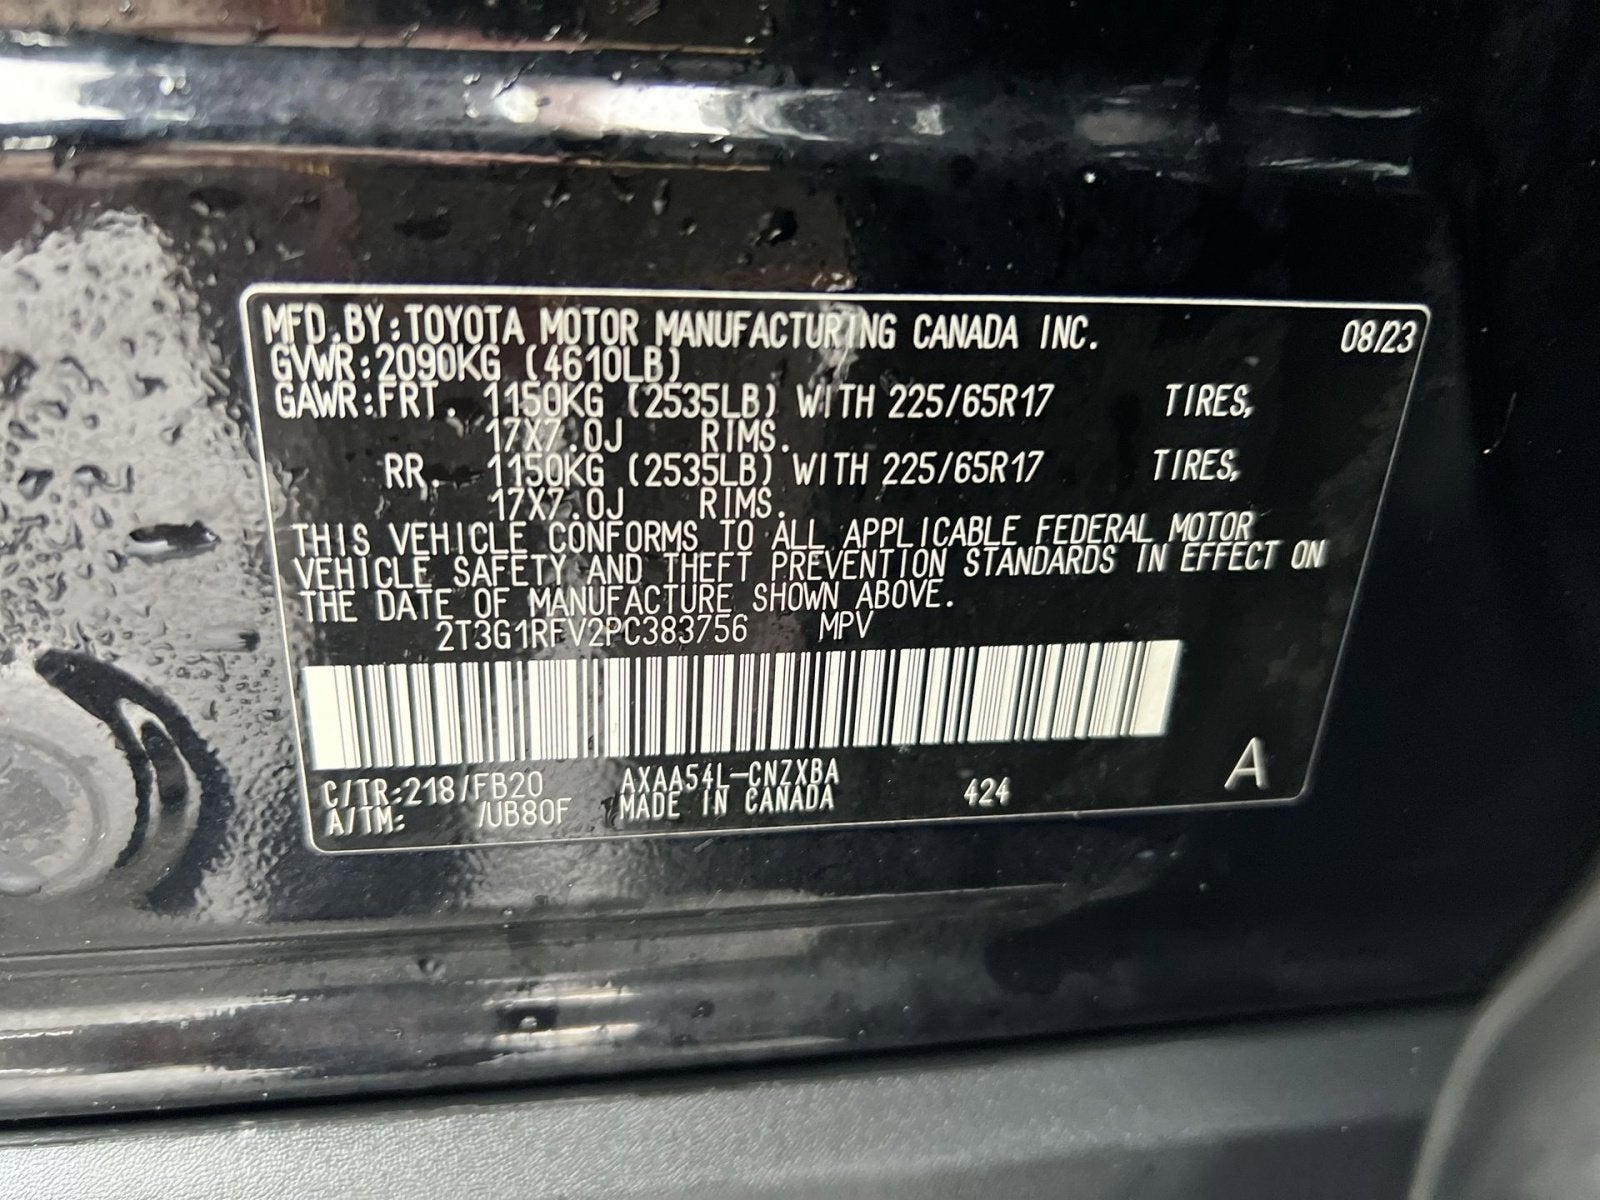 MFD.BY:TOYOTA MOTOR MANUFACTURING CANADA INC. 08/23
GVWR:2090KG (4610LB)
GAWR:FRT. 1150KG (2535LB) WITH 225/65R17 TIRES,
17X7.0J RIMS.
RR. 1150KG (2535LB) WITH 225/65R17 TIRES,
17X7.0J RIMS.
THIS VEHICLE CONFORMS TO ALL APPLICABLE FEDERAL MOTOR
VEHICLE SAFETY AND THEFT PREVENTION STANDARDS IN EFFECT ON
THE DATE OF MANUFACTURE SHOWN ABOVE.
2T3G1RFV2PC383756 MPV
C/TR:218/FB20 AXAA54L-CNZXBA 424 A
A/TM: /UB80F MADE IN CANADA